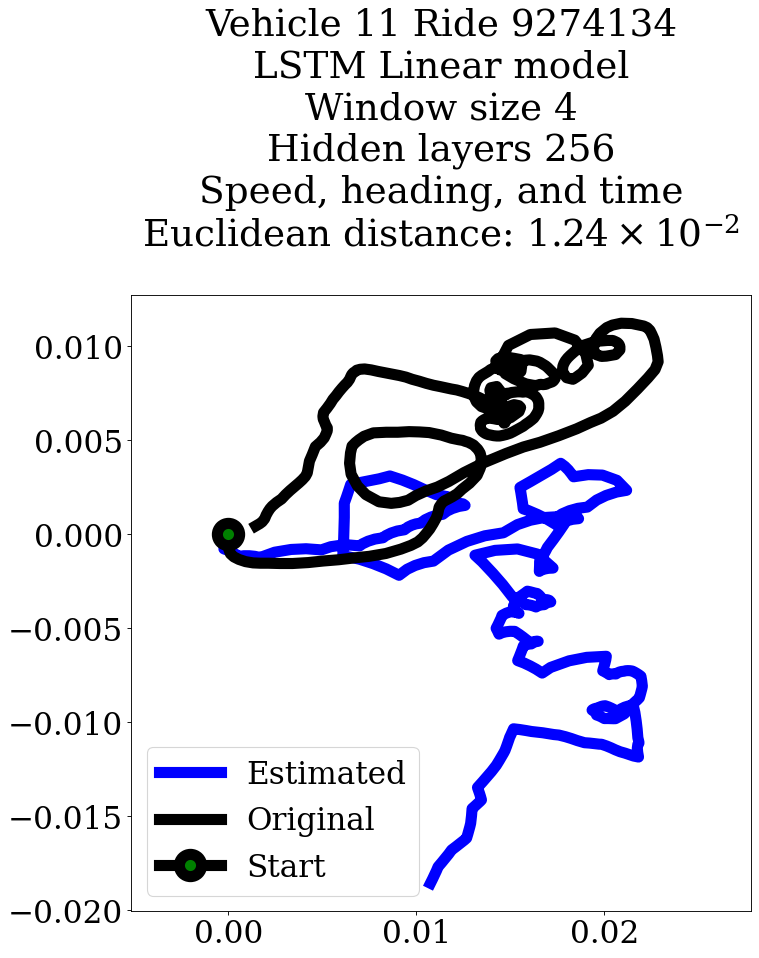 Vehicle 11 Ride 9274134
LSTM Linear model
Window size 4
Hidden layers 256
Speed, heading, and time
Euclidean distance: 1.24 × 10⁻²
0.010
0.005
0.000
−0.005
−0.010
−0.015
−0.020
Estimated
Original
Start
0.00 0.01 0.02